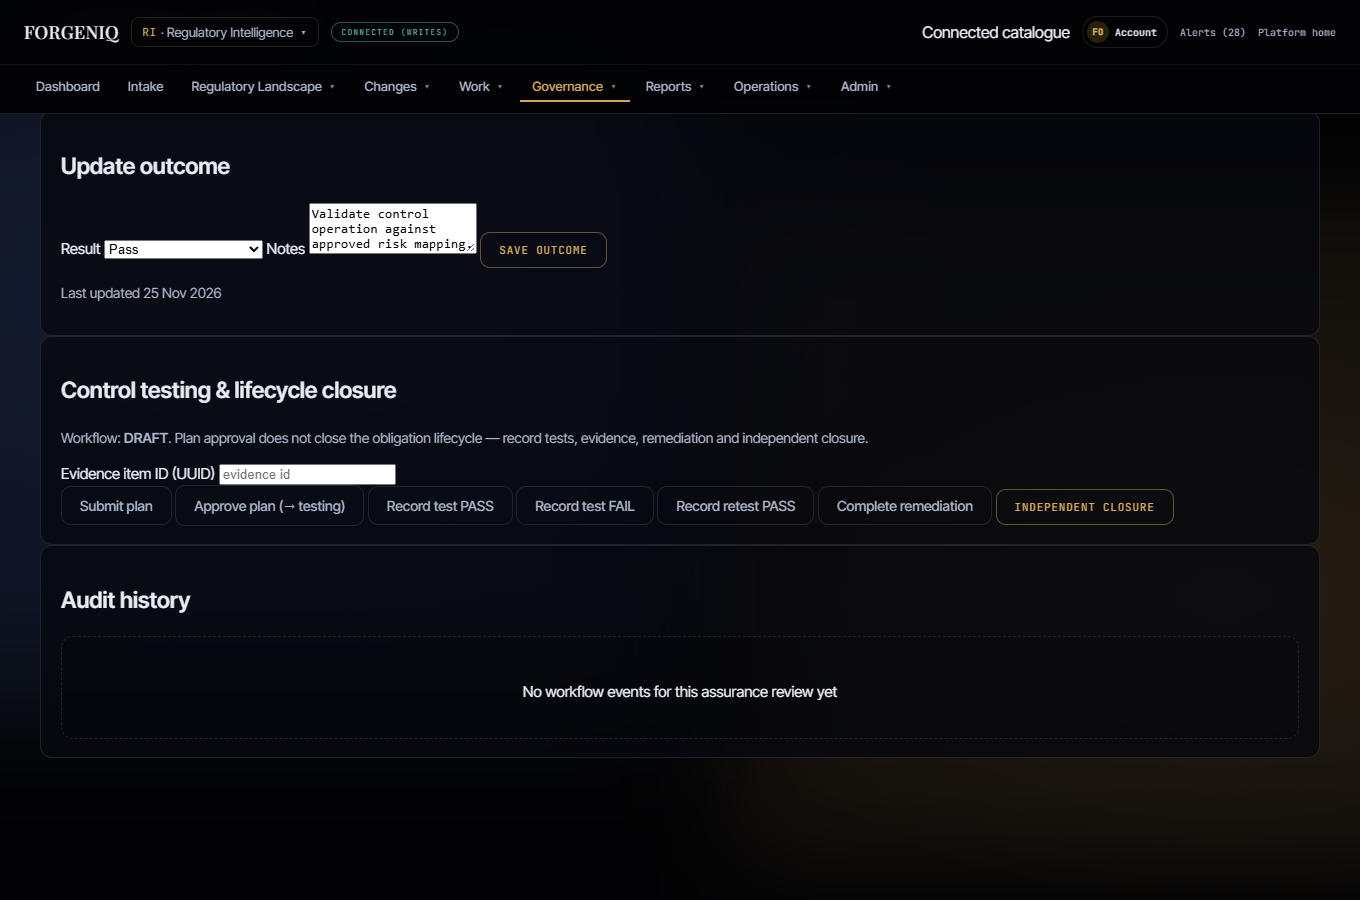 FORGENIQ
RI · Regulatory Intelligence
CONNECTED (WRITES)
Connected catalogue
FO Account
Alerts (28)
Platform home
Dashboard
Intake
Regulatory Landscape
Changes
Work
Governance
Reports
Operations
Admin
Update outcome
Result
Pass
Notes
Validate control
operation against
approved risk mapping.
SAVE OUTCOME
Last updated 25 Nov 2026
Control testing & lifecycle closure
Workflow: DRAFT. Plan approval does not close the obligation lifecycle — record tests, evidence, remediation and independent closure.
Evidence item ID (UUID)
evidence id
Submit plan
Approve plan (→ testing)
Record test PASS
Record test FAIL
Record retest PASS
Complete remediation
INDEPENDENT CLOSURE
Audit history
No workflow events for this assurance review yet